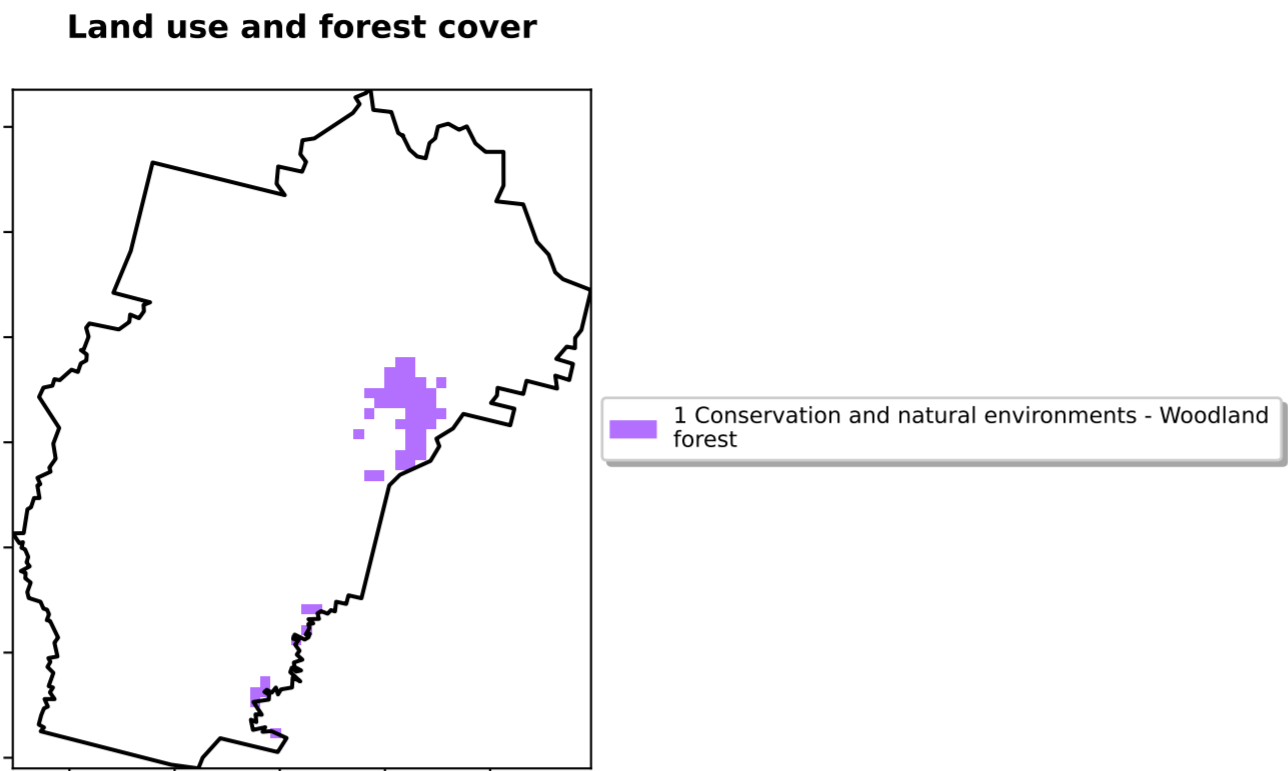 Land use and forest cover
1 Conservation and natural environments - Woodland
forest